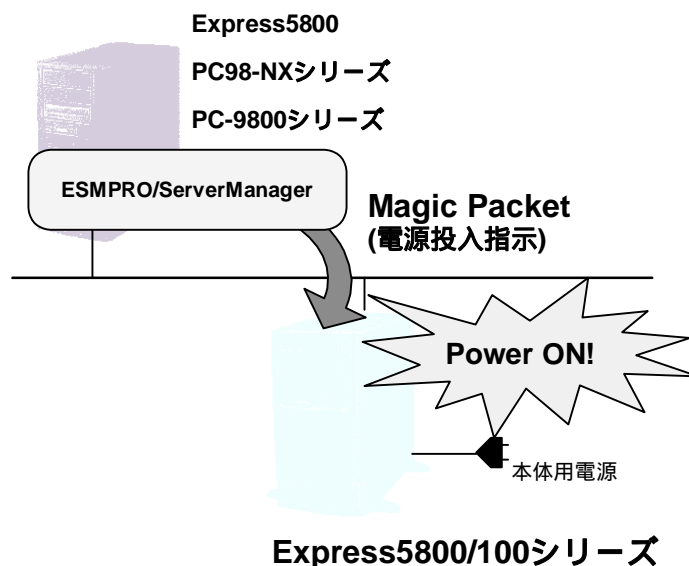 Express5800
PC98-NXシリーズ
PC-9800シリーズ
ESMPRO/ServerManager
Magic Packet
(電源投入指示)
Power ON!
本体用電源
Express5800/100シリーズ